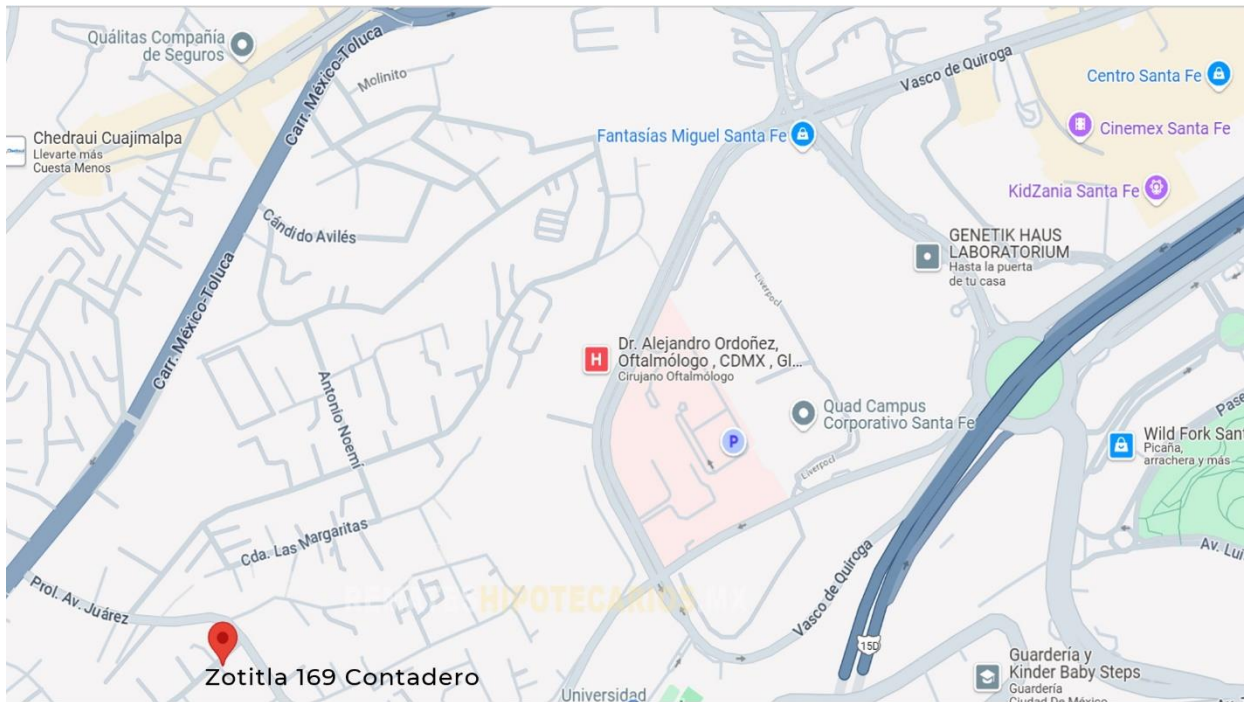 Quálitas Compañía
de Seguros
Molinito
Carr. México-Toluca
Vasco de Quiroga
Centro Santa Fe
Cinemex Santa Fe
Fantasías Miguel Santa Fe
Chedraui Cuajimalpa
Llevarte más
Cuesta Menos
KidZania Santa Fe
Cándido Avilés
GENETIK HAUS
LABORATORIUM
Hasta la puerta
de tu casa
Liverpool
Carr. México-Toluca
Dr. Alejandro Ordoñez,
Oftalmólogo , CDMX , Gl...
Cirujano Oftalmólogo
H
Antonio Noemí
Quad Campus
Corporativo Santa Fe
P
Pase
Wild Fork Sant
Picaña,
arrachera y más
Liverpool
Cda. Las Margaritas
Av. Lui
Vasco de Quiroga
Prol. Av. Juárez
HIPOTECARIOS
15D
Zotitla 169 Contadero
Guardería y
Kinder Baby Steps
Guardería
Ciudad De México
Universidad